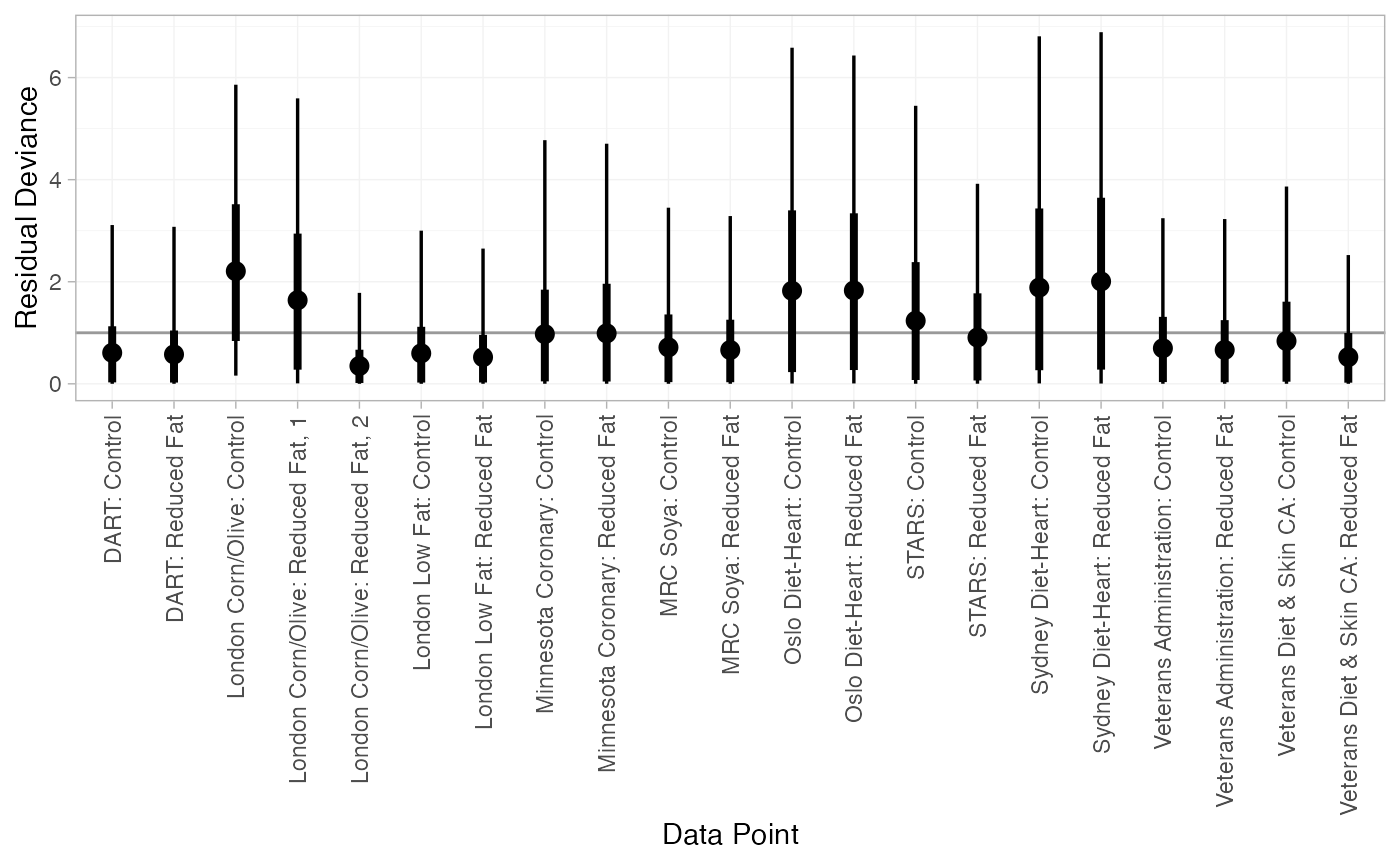 Residual Deviance
6
4
2
0
DART: Control
DART: Reduced Fat
London Corn/Olive: Control
London Corn/Olive: Reduced Fat, 1
London Corn/Olive: Reduced Fat, 2
London Low Fat: Control
London Low Fat: Reduced Fat
Minnesota Coronary: Control
Minnesota Coronary: Reduced Fat
MRC Soya: Control
MRC Soya: Reduced Fat
Oslo Diet-Heart: Control
Oslo Diet-Heart: Reduced Fat
STARS: Control
STARS: Reduced Fat
Sydney Diet-Heart: Control
Sydney Diet-Heart: Reduced Fat
Veterans Administration: Control
Veterans Administration: Reduced Fat
Veterans Diet & Skin CA: Control
Veterans Diet & Skin CA: Reduced Fat
Data Point